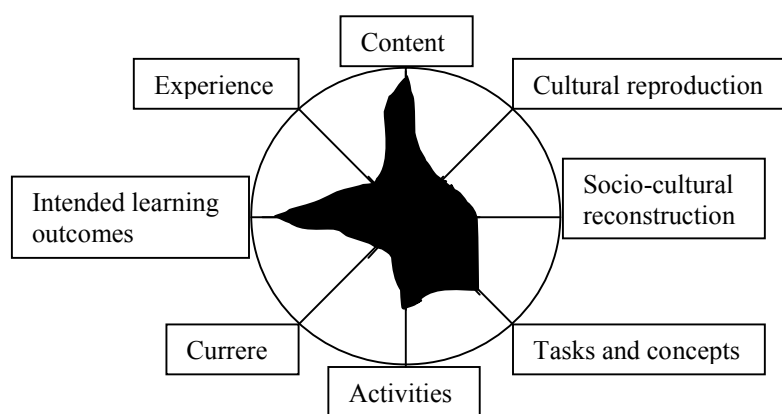 Content
Experience
Cultural reproduction
Intended learning
outcomes
Socio-cultural
reconstruction
Currere
Tasks and concepts
Activities